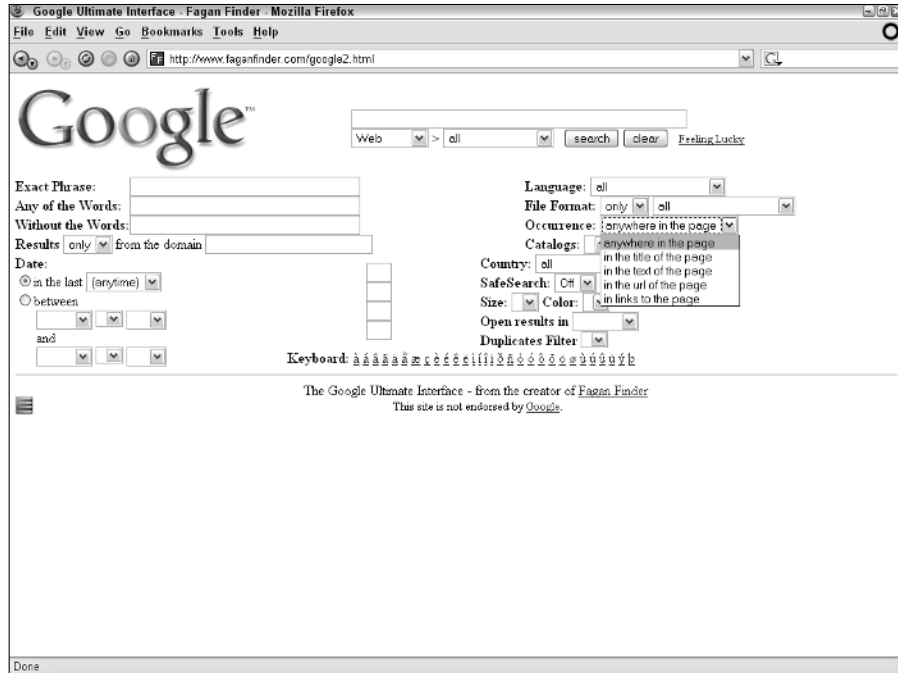 Google Ultimate Interface - Fagan Finder - Mozilla Firefox
File Edit View Go Bookmarks Tools Help
http://www.faganfinder.com/google2.html
Google™
Web > all search clear Feeling Lucky
Exact Phrase:
Any of the Words:
Without the Words:
Results only from the domain
Date:
in the last (anytime)
between
and
Language: all
File Format: only all
Occurrence: anywhere in the page
anywhere in the page
in the title of the page
in the text of the page
in the url of the page
in links to the page
Catalogs:
Country: all
SafeSearch: Off
Size: Color:
Open results in
Duplicates Filter
Keyboard: à á â ã ä å æ ç è é ê ë ì í î ï ð ñ ò ó ô õ ö ø ù ú û ü ý þ
The Google Ultimate Interface - from the creator of Fagan Finder
This site is not endorsed by Google.
Done